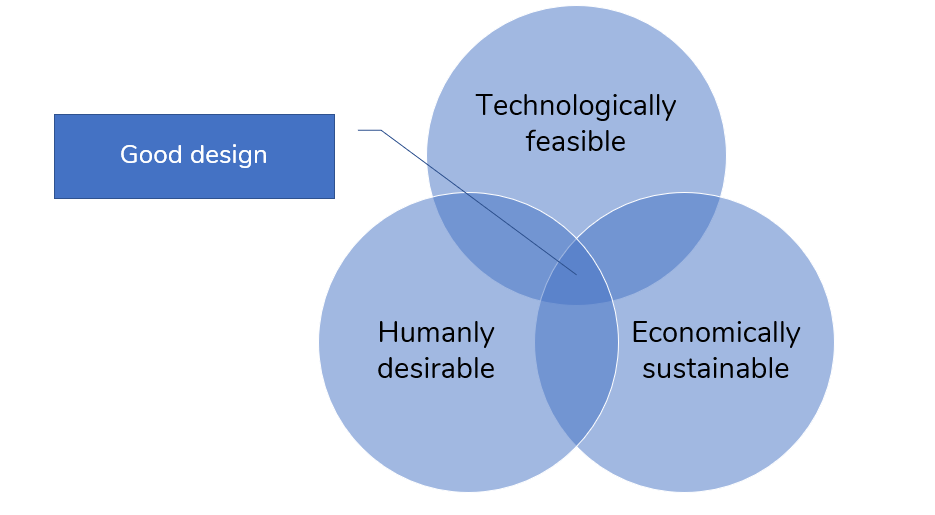 Technologically
feasible
Good design
Humanly
desirable
Economically
sustainable